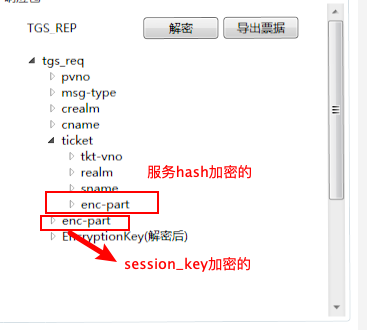 TGS_REP
解密
导出票据
tgs_req
pvno
msg-type
crealm
cname
ticket
tkt-vno
realm
服务hash加密的
sname
enc-part
enc-part
EncryptionKey(解密后)
session_key加密的